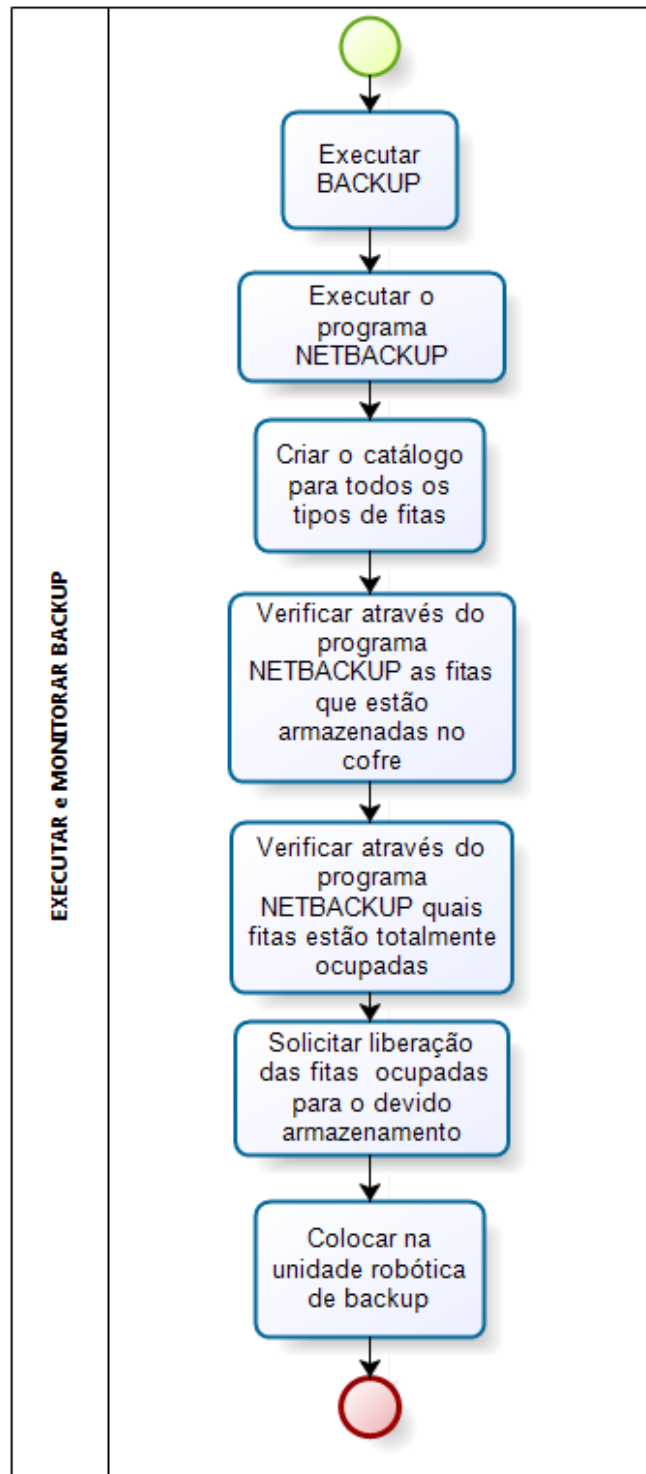 EXECUTAR e MONITORAR BACKUP
Executar
BACKUP
Executar o
programa
NETBACKUP
Criar o catálogo
para todos os
tipos de fitas
Verificar através do
programa
NETBACKUP as fitas
que estão
armazenadas no
cofre
Verificar através do
programa
NETBACKUP quais
fitas estão totalmente
ocupadas
Solicitar liberação
das fitas ocupadas
para o devido
armazenamento
Colocar na
unidade robótica
de backup